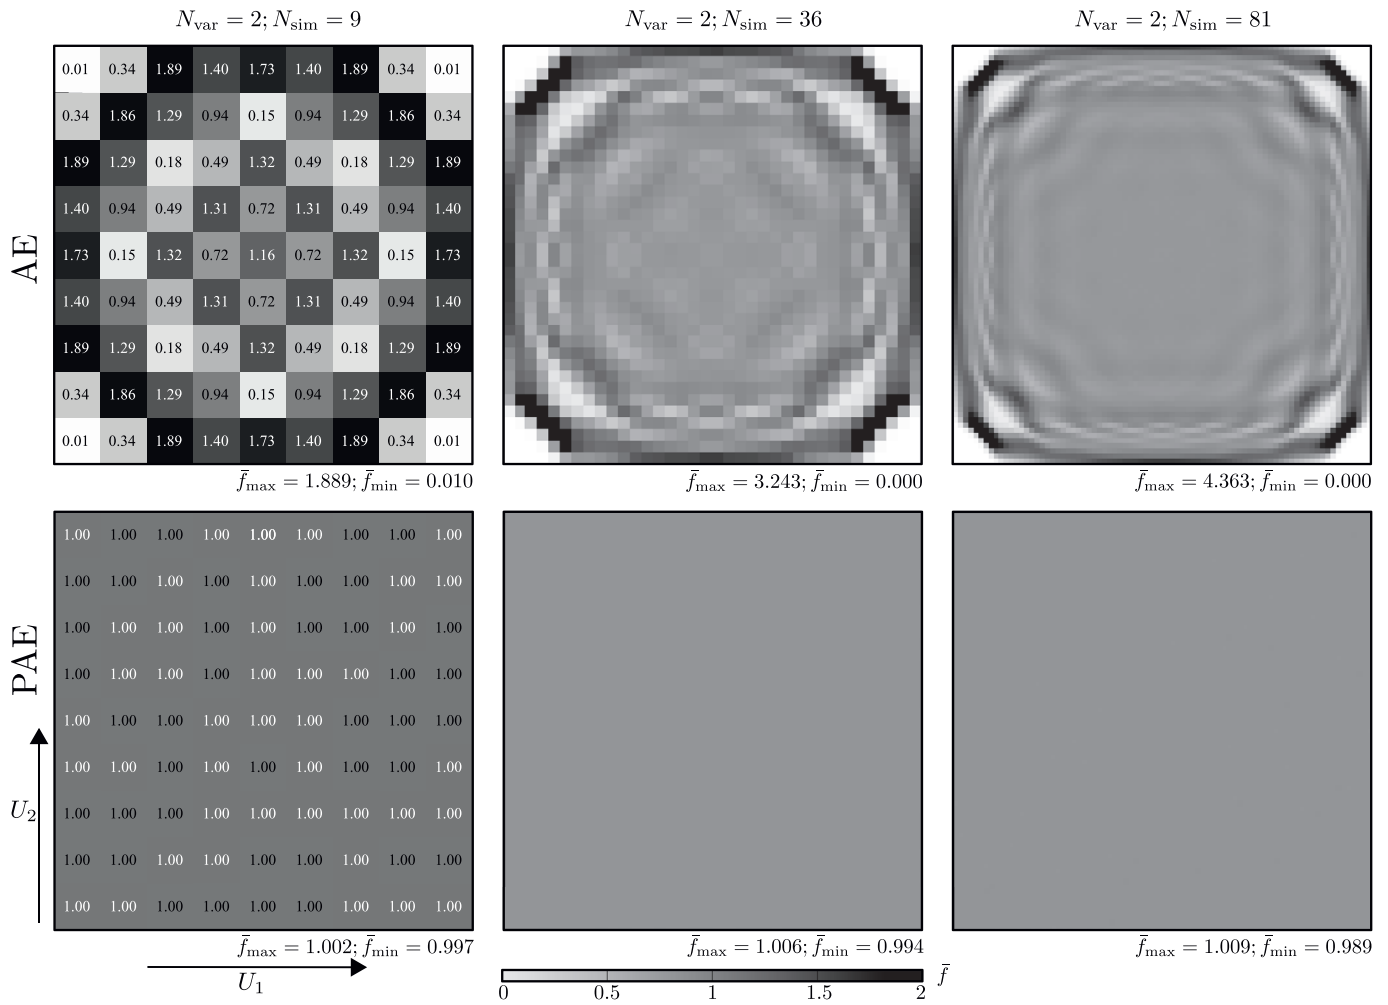 N_var = 2; N_sim = 9
N_var = 2; N_sim = 36
N_var = 2; N_sim = 81
AE
0.01 0.34 1.89 1.40 1.73 1.40 1.89 0.34 0.01
0.34 1.86 1.29 0.94 0.15 0.94 1.29 1.86 0.34
1.89 1.29 0.18 0.49 1.32 0.49 0.18 1.29 1.89
1.40 0.94 0.49 1.31 0.72 1.31 0.49 0.94 1.40
1.73 0.15 1.32 0.72 1.16 0.72 1.32 0.15 1.73
1.40 0.94 0.49 1.31 0.72 1.31 0.49 0.94 1.40
1.89 1.29 0.18 0.49 1.32 0.49 0.18 1.29 1.89
0.34 1.86 1.29 0.94 0.15 0.94 1.29 1.86 0.34
0.01 0.34 1.89 1.40 1.73 1.40 1.89 0.34 0.01
f̄_max = 1.889; f̄_min = 0.010
f̄_max = 3.243; f̄_min = 0.000
f̄_max = 4.363; f̄_min = 0.000
PAE
1.00 1.00 1.00 1.00 1.00 1.00 1.00 1.00 1.00
1.00 1.00 1.00 1.00 1.00 1.00 1.00 1.00 1.00
1.00 1.00 1.00 1.00 1.00 1.00 1.00 1.00 1.00
1.00 1.00 1.00 1.00 1.00 1.00 1.00 1.00 1.00
1.00 1.00 1.00 1.00 1.00 1.00 1.00 1.00 1.00
1.00 1.00 1.00 1.00 1.00 1.00 1.00 1.00 1.00
1.00 1.00 1.00 1.00 1.00 1.00 1.00 1.00 1.00
1.00 1.00 1.00 1.00 1.00 1.00 1.00 1.00 1.00
1.00 1.00 1.00 1.00 1.00 1.00 1.00 1.00 1.00
U_2
f̄_max = 1.002; f̄_min = 0.997
f̄_max = 1.006; f̄_min = 0.994
f̄_max = 1.009; f̄_min = 0.989
U_1
f̄
0 0.5 1 1.5 2